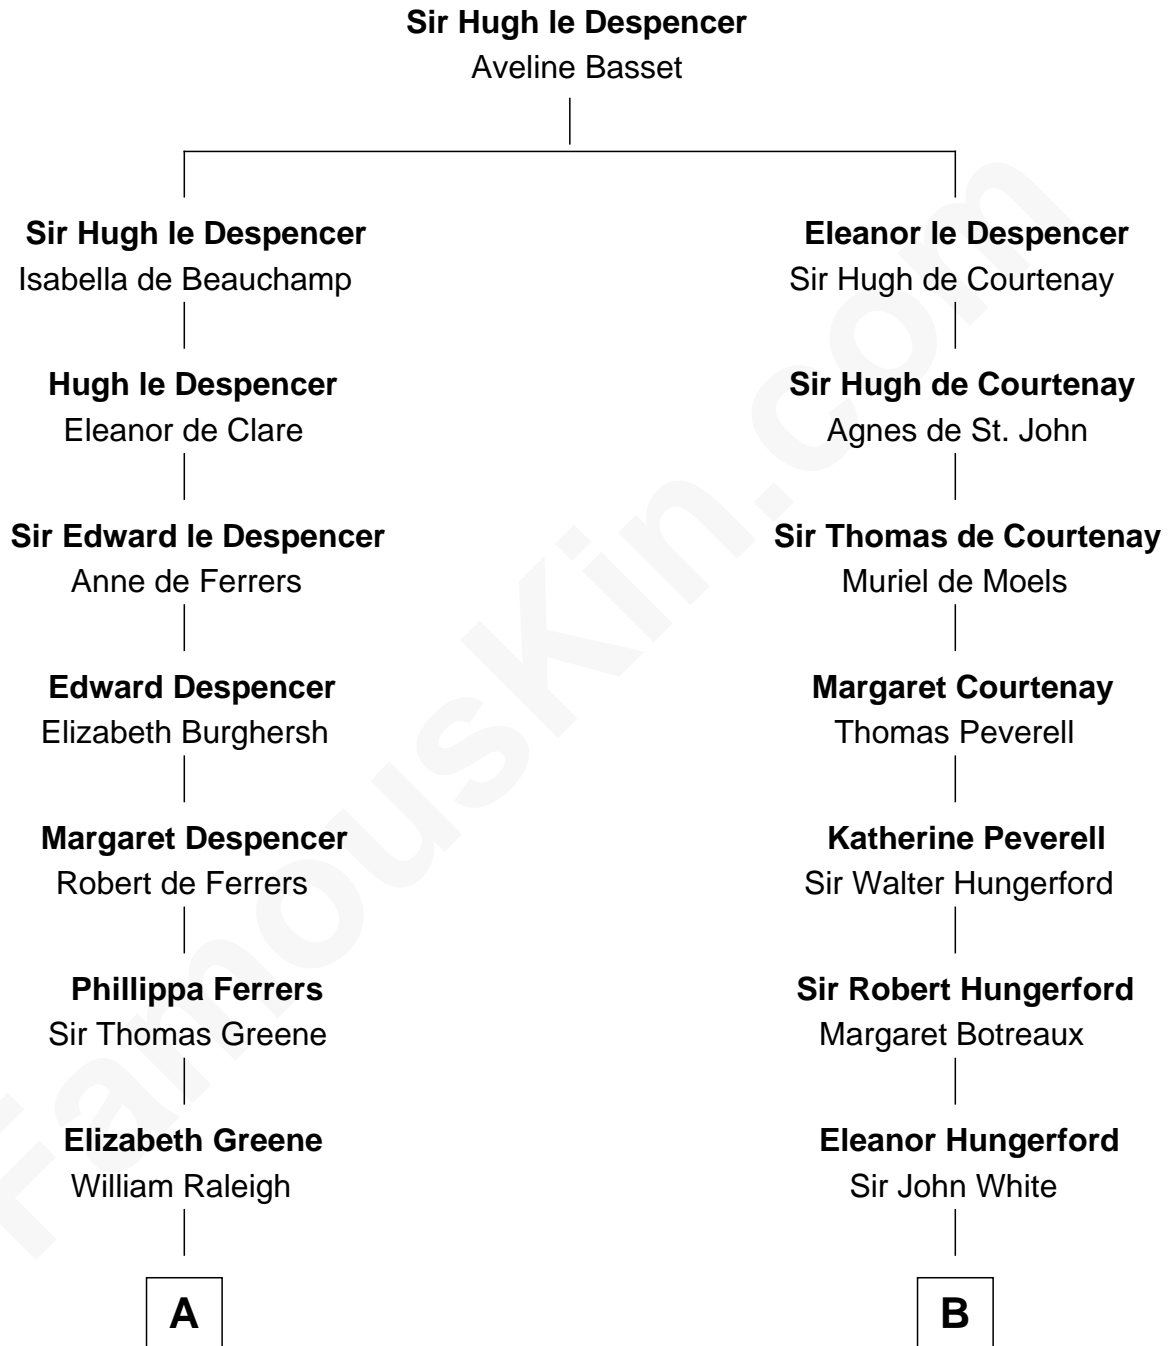 Sir Hugh le Despencer
Aveline Basset
Sir Hugh le Despencer
Isabella de Beauchamp
Hugh le Despencer
Eleanor de Clare
Sir Edward le Despencer
Anne de Ferrers
Edward Despencer
Elizabeth Burghersh
Margaret Despencer
Robert de Ferrers
Phillippa Ferrers
Sir Thomas Greene
Elizabeth Greene
William Raleigh
A
Eleanor le Despencer
Sir Hugh de Courtenay
Sir Hugh de Courtenay
Agnes de St. John
Sir Thomas de Courtenay
Muriel de Moels
Margaret Courtenay
Thomas Peverell
Katherine Peverell
Sir Walter Hungerford
Sir Robert Hungerford
Margaret Botreaux
Eleanor Hungerford
Sir John White
B
FamousKin.com